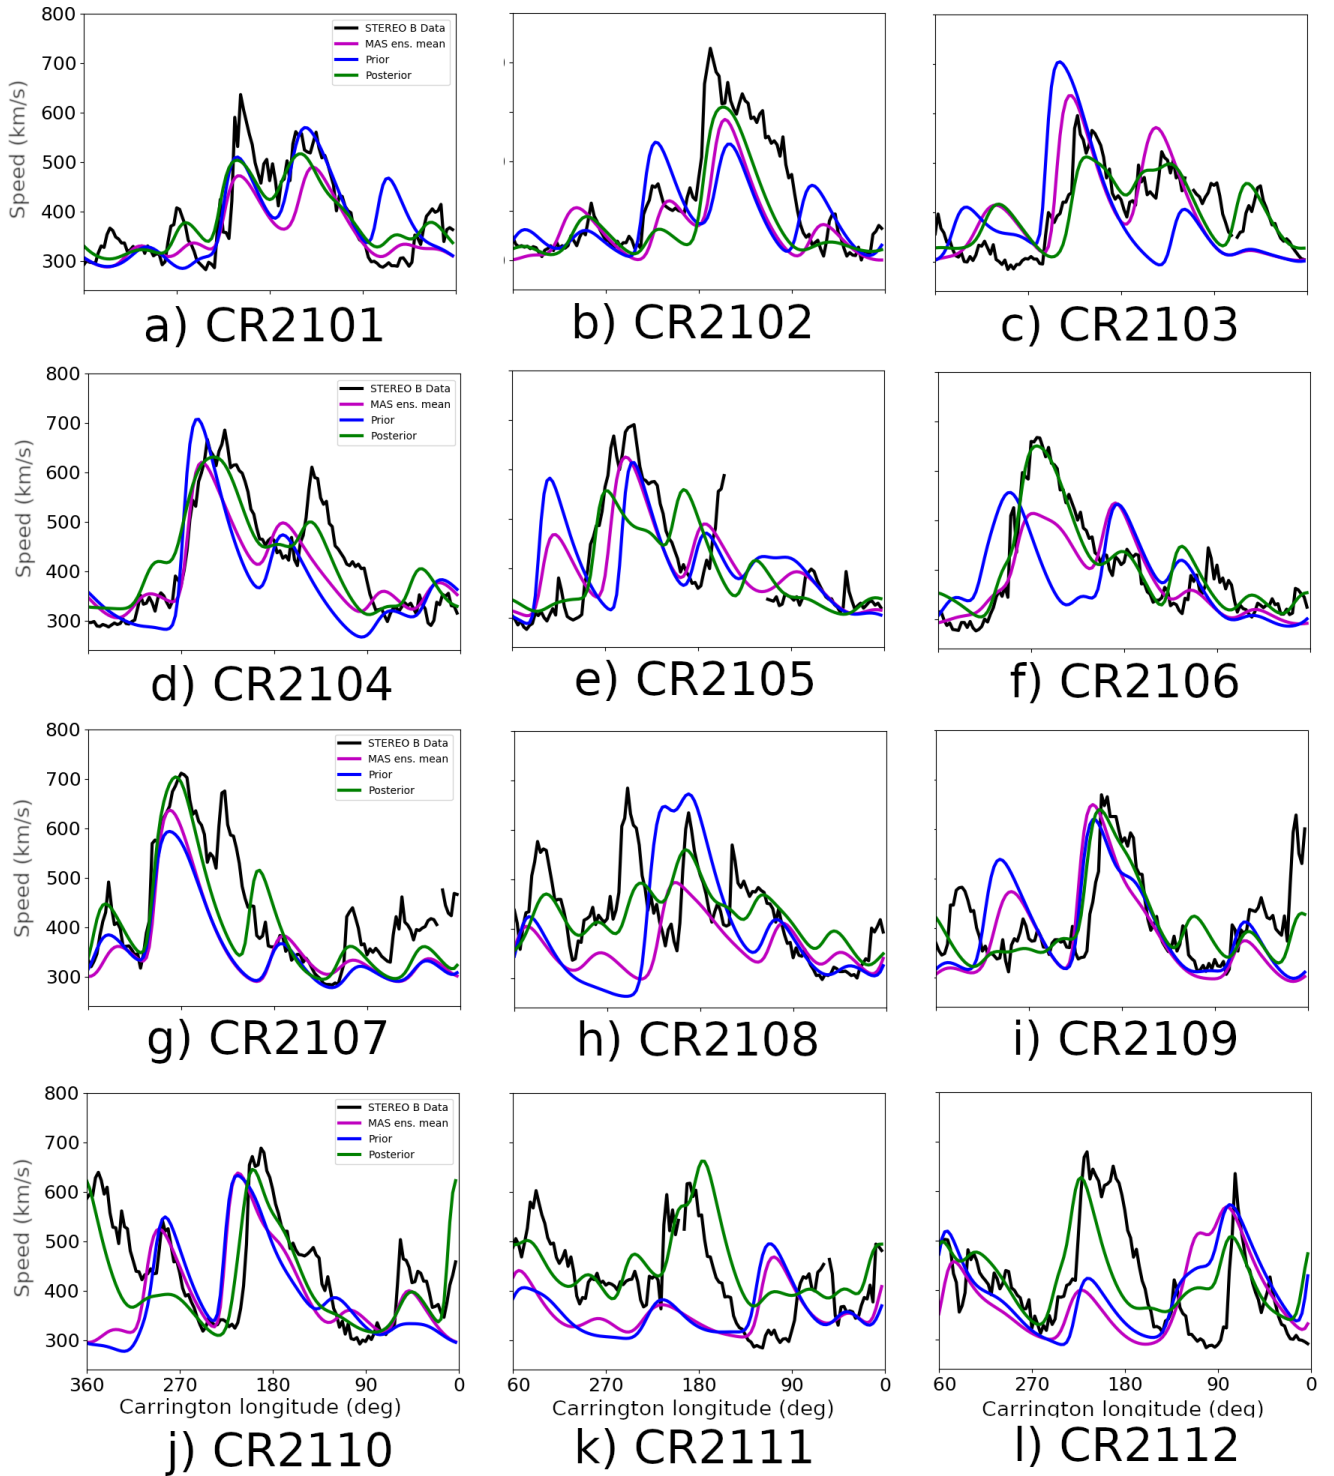 800
700
600
500
400
300
Speed (km/s)
STEREO B Data
MAS ens. mean
Prior
Posterior
a) CR2101
b) CR2102
c) CR2103
800
700
600
500
400
300
Speed (km/s)
STEREO B Data
MAS ens. mean
Prior
Posterior
d) CR2104
e) CR2105
f) CR2106
800
700
600
500
400
300
Speed (km/s)
STEREO B Data
MAS ens. mean
Prior
Posterior
g) CR2107
h) CR2108
i) CR2109
800
700
600
500
400
300
Speed (km/s)
STEREO B Data
MAS ens. mean
Prior
Posterior
360 270 180 90 0
60 270 180 90 0
60 270 180 90 0
Carrington longitude (deg)
Carrington longitude (deg)
Carrington longitude (deg)
j) CR2110
k) CR2111
l) CR2112